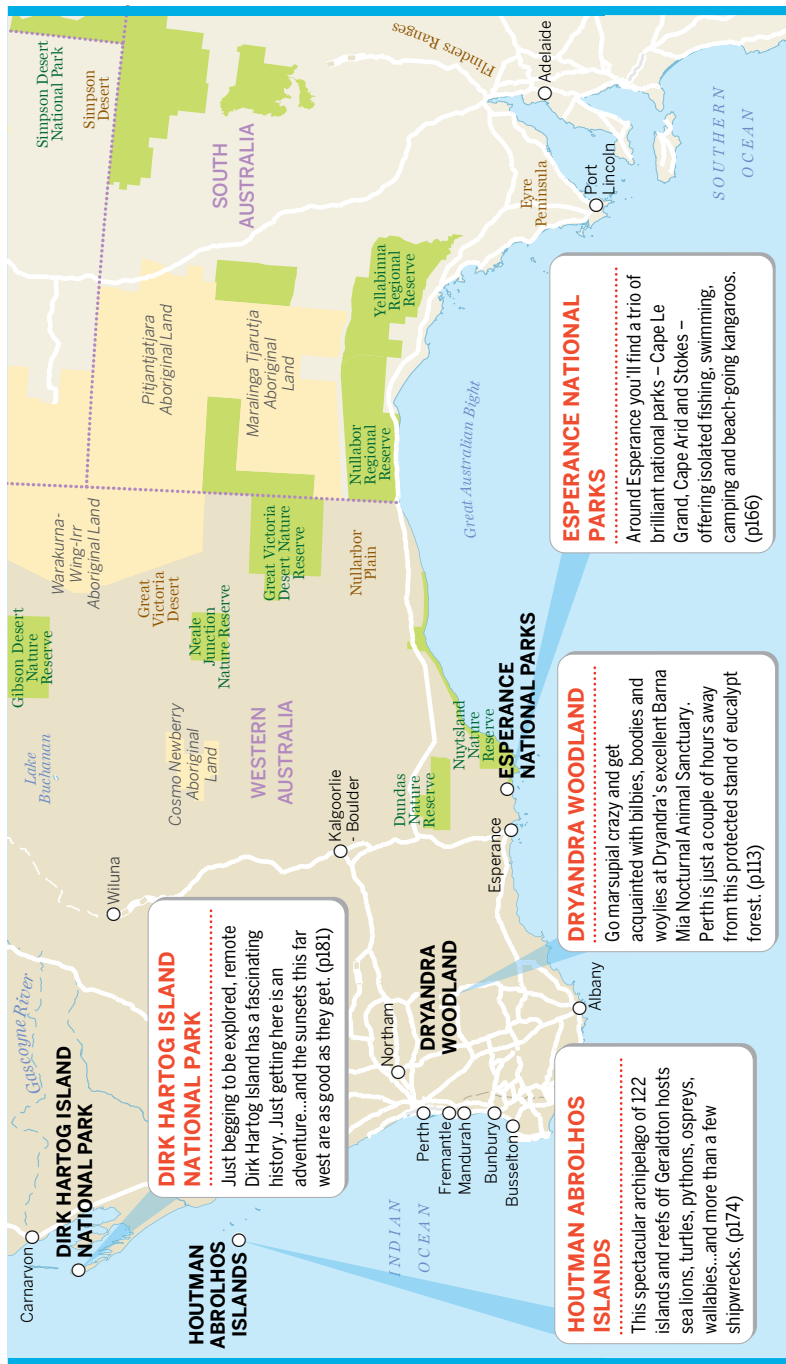 Carnarvon
Gascoyne River
DIRK HARTOG ISLAND
NATIONAL PARK
HOUTMAN
ABROLHOS
ISLANDS
DIRK HARTOG ISLAND
NATIONAL PARK
Just begging to be explored, remote
Dirk Hartog Island has a fascinating
history. Just getting here is an
adventure...and the sunsets this far
west are as good as they get. (p181)
Wiluna
Lake
Buchanan
Gibson Desert
Nature
Reserve
Warakurna-
Wing-Irr
Aboriginal Land
Great
Victoria
Desert
Cosmo Newberry
Aboriginal
Land
Neale
Junction
Nature Reserve
WESTERN
AUSTRALIA
Great Victoria
Desert Nature
Reserve
Nullarbor
Plain
Kalgoorlie
- Boulder
Dundas
Nature
Reserve
Nuytsland
Nature
Reserve
Esperance
ESPERANCE
NATIONAL PARKS
Simpson Desert
National Park
Simpson
Desert
SOUTH
AUSTRALIA
Pitjantjatjara
Aboriginal Land
Maralinga Tjarutja
Aboriginal
Land
Nullabor
Regional
Reserve
Yellabinna
Regional
Reserve
Flinders Ranges
Adelaide
Eyre
Peninsula
Port
Lincoln
Great Australian Bight
SOUTHERN
OCEAN
INDIAN
OCEAN
Northam
Perth
Fremantle
Mandurah
Bunbury
Busselton
DRYANDRA
WOODLAND
Albany
HOUTMAN ABROLHOS
ISLANDS
This spectacular archipelago of 122
islands and reefs off Geraldton hosts
sea lions, turtles, pythons, ospreys,
wallabies...and more than a few
shipwrecks. (p174)
DRYANDRA WOODLAND
Go marsupial crazy and get
acquainted with bilbies, boodies and
woylies at Dryandra's excellent Barna
Mia Nocturnal Animal Sanctuary.
Perth is just a couple of hours away
from this protected stand of eucalypt
forest. (p113)
ESPERANCE NATIONAL
PARKS
Around Esperance you'll find a trio of
brilliant national parks – Cape Le
Grand, Cape Arid and Stokes –
offering isolated fishing, swimming,
camping and beach-going kangaroos.
(p166)